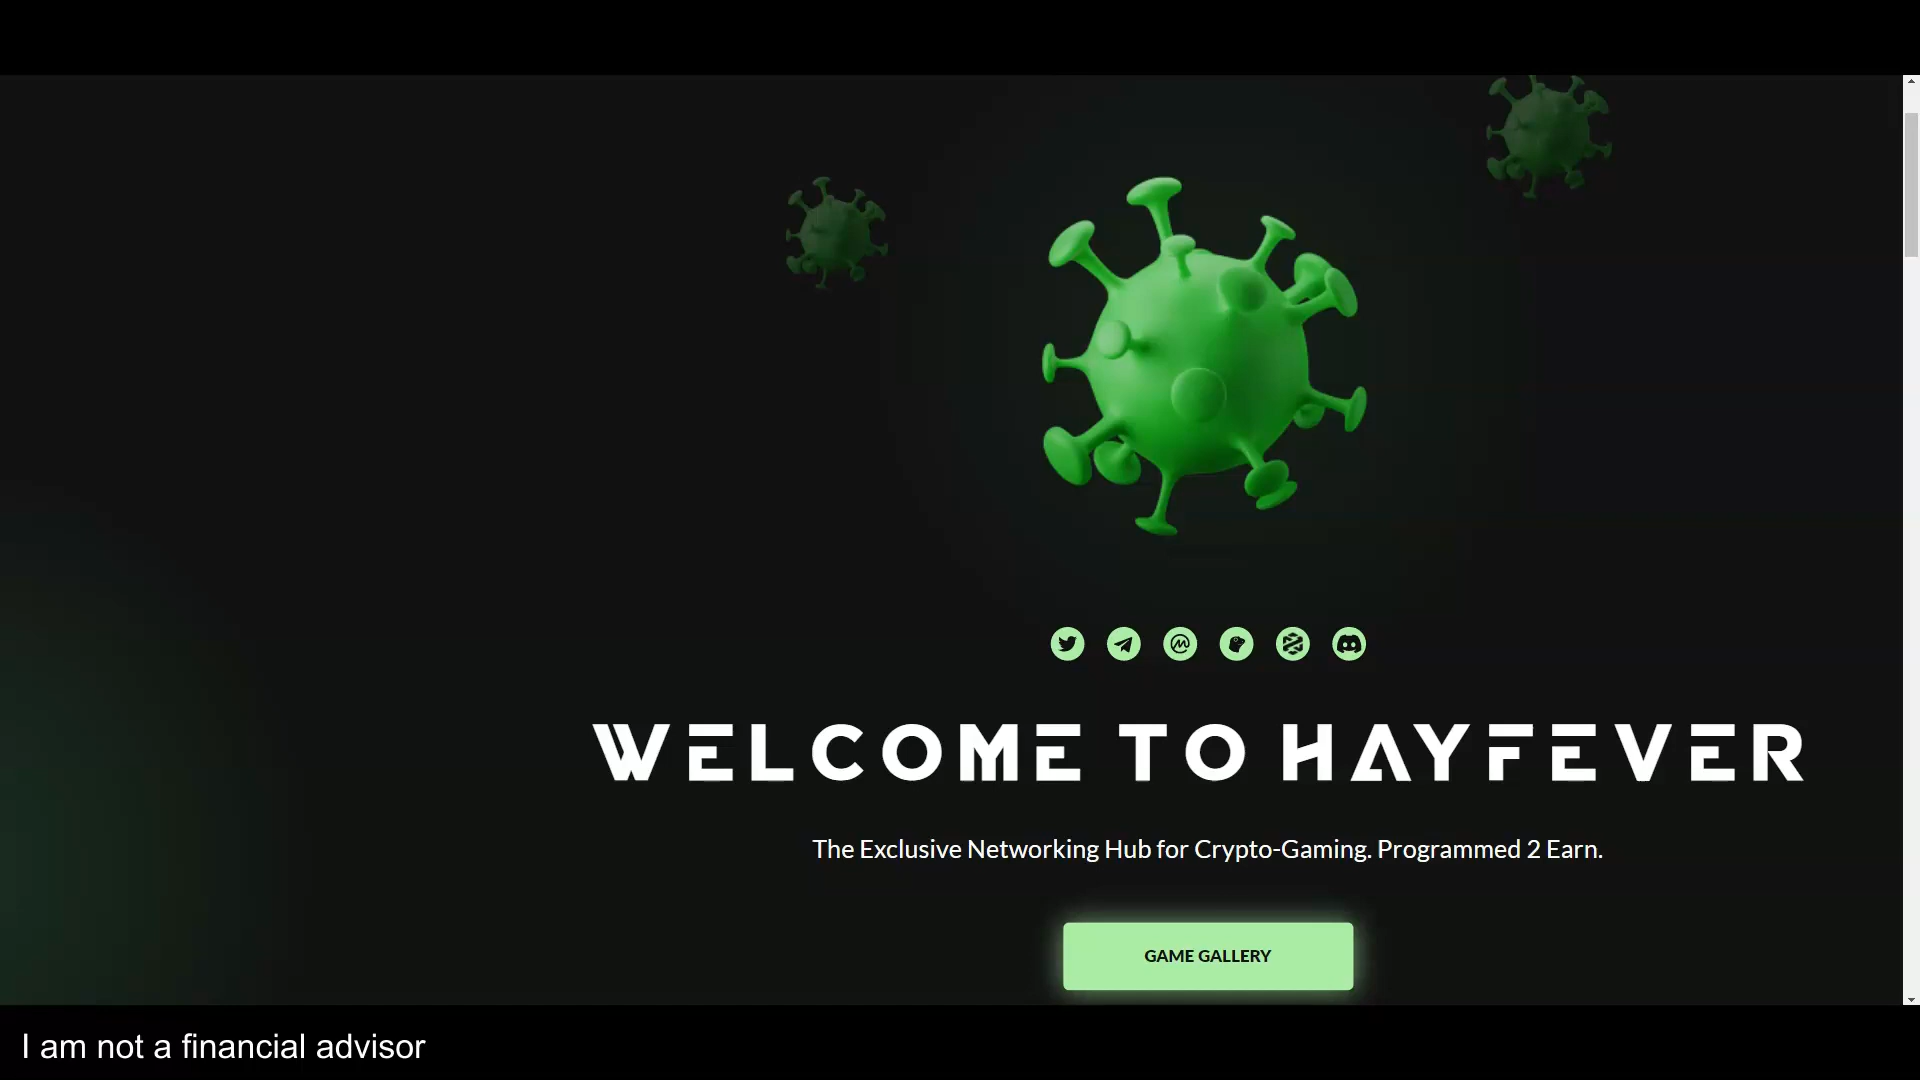 WELCOME TO HAYFEVER
The Exclusive Networking Hub for Crypto-Gaming. Programmed 2 Earn.
GAME GALLERY
I am not a financial advisor